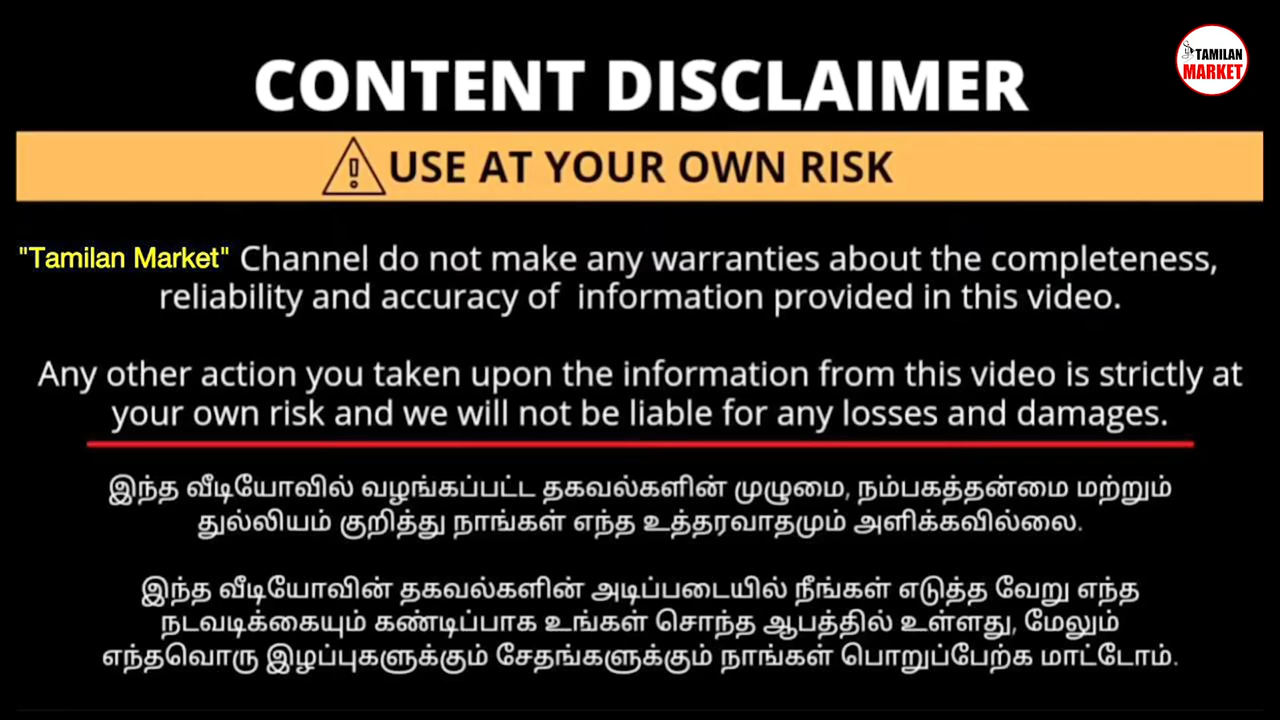 TAMILAN
MARKET
CONTENT DISCLAIMER
USE AT YOUR OWN RISK
"Tamilan Market" Channel do not make any warranties about the completeness,
reliability and accuracy of information provided in this video.
Any other action you taken upon the information from this video is strictly at
your own risk and we will not be liable for any losses and damages.
இந்த வீடியோவில் வழங்கப்பட்ட தகவல்களின் முழுமை, நம்பகத்தன்மை மற்றும்
துல்லியம் குறித்து நாங்கள் எந்த உத்தரவாதமும் அளிக்கவில்லை.
இந்த வீடியோவின் தகவல்களின் அடிப்படையில் நீங்கள் எடுத்த வேறு எந்த
நடவடிக்கையும் கண்டிப்பாக உங்கள் சொந்த ஆபத்தில் உள்ளது, மேலும்
எந்தவொரு இழப்புகளுக்கும் சேதங்களுக்கும் நாங்கள் பொறுப்பேற்க மாட்டோம்.